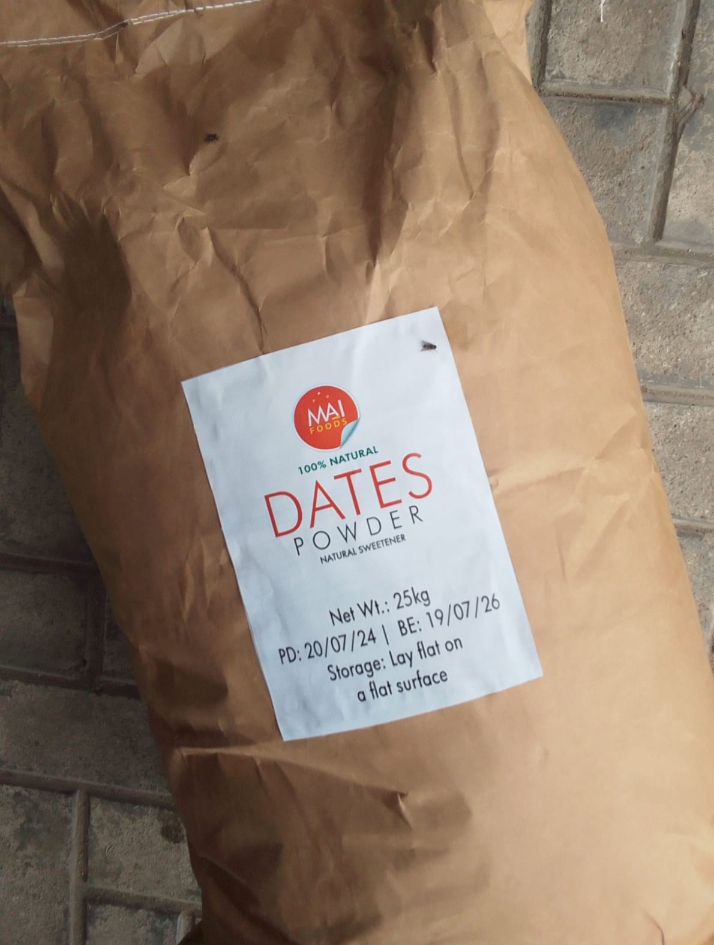 MAI
FOODS
100% NATURAL
DATES
POWDER
NATURAL SWEETENER
Net Wt.: 25kg
PD: 20/07/24 | BE: 19/07/26
Storage: Lay flat on
a flat surface